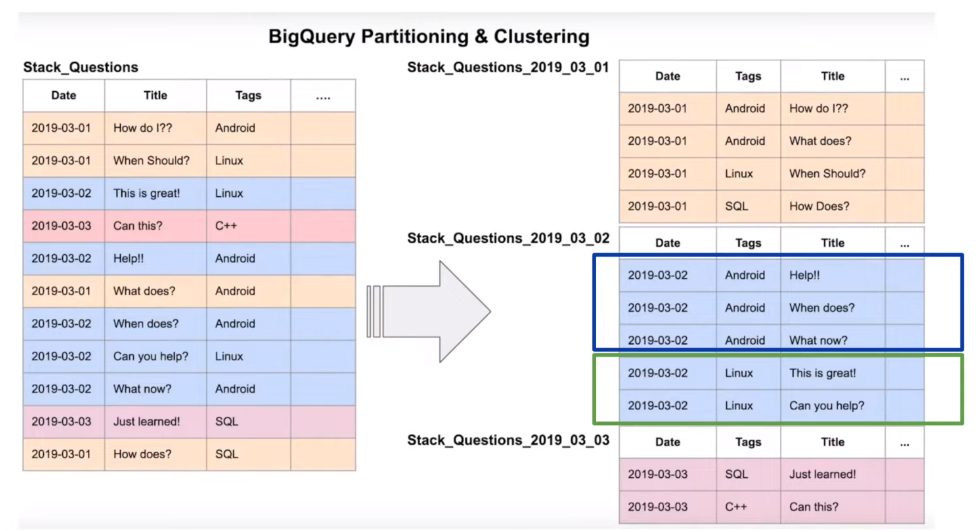 BigQuery Partitioning & Clustering
Stack_Questions
Date Title Tags ....
2019-03-01 How do I?? Android
2019-03-01 When Should? Linux
2019-03-02 This is great! Linux
2019-03-03 Can this? C++
2019-03-02 Help!! Android
2019-03-01 What does? Android
2019-03-02 When does? Android
2019-03-02 Can you help? Linux
2019-03-02 What now? Android
2019-03-03 Just learned! SQL
2019-03-01 How does? SQL
Stack_Questions_2019_03_01
Date Tags Title ...
2019-03-01 Android How do I??
2019-03-01 Android What does?
2019-03-01 Linux When Should?
2019-03-01 SQL How Does?
Stack_Questions_2019_03_02
Date Tags Title ...
2019-03-02 Android Help!!
2019-03-02 Android When does?
2019-03-02 Android What now?
2019-03-02 Linux This is great!
2019-03-02 Linux Can you help?
Stack_Questions_2019_03_03
Date Tags Title ...
2019-03-03 SQL Just learned!
2019-03-03 C++ Can this?